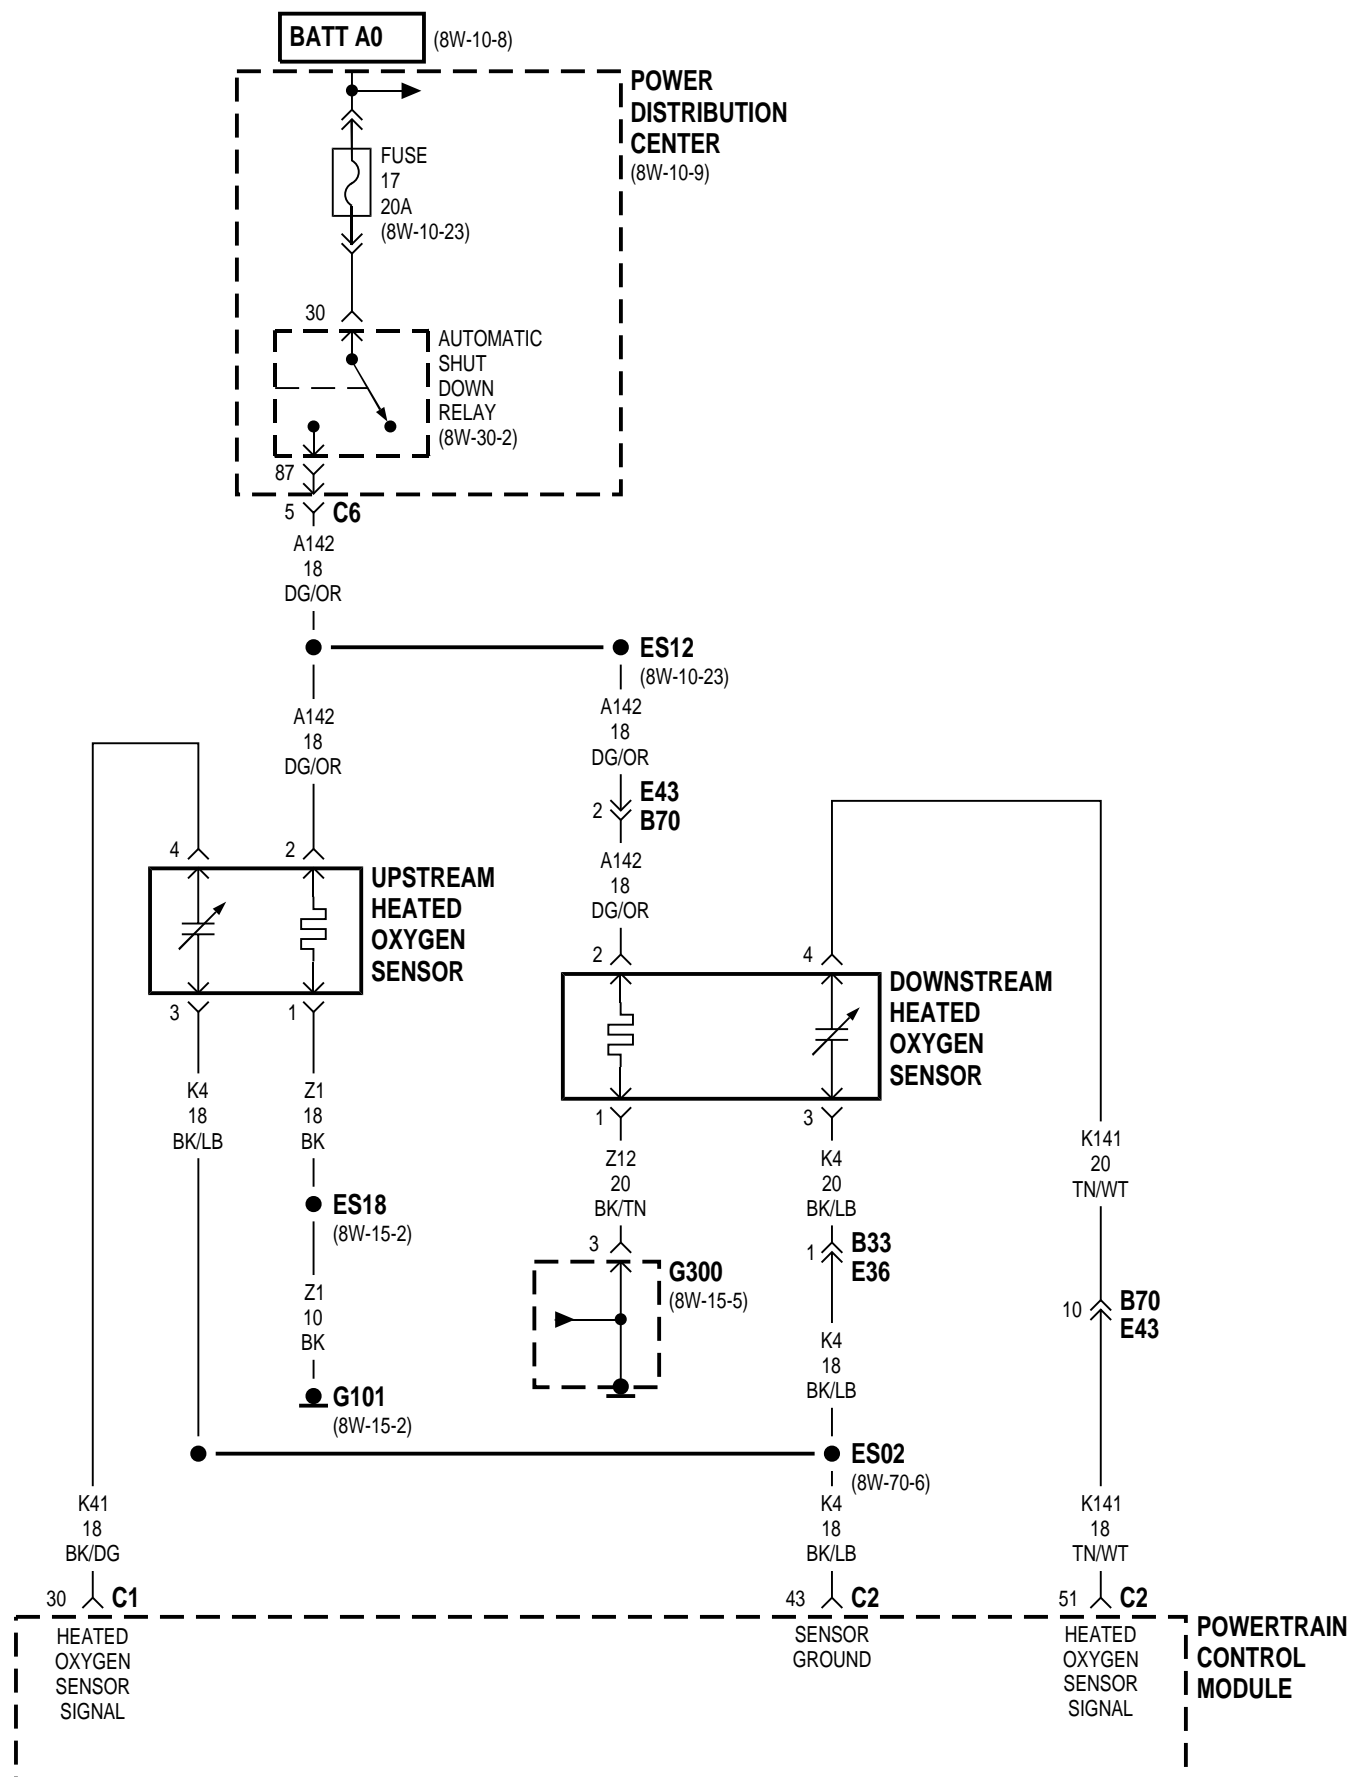 BATT A0
(8W-10-8)
POWER
DISTRIBUTION
CENTER
(8W-10-9)
FUSE
17
20A
(8W-10-23)
30
AUTOMATIC
SHUT
DOWN
RELAY
(8W-30-2)
87
5
C6
A142
18
DG/OR
ES12
(8W-10-23)
A142
18
DG/OR
A142
18
DG/OR
2
E43
B70
A142
18
DG/OR
4
2
UPSTREAM
HEATED
OXYGEN
SENSOR
2
4
DOWNSTREAM
HEATED
OXYGEN
SENSOR
3
1
K4
18
BK/LB
Z1
18
BK
1
3
Z12
20
BK/TN
K4
20
BK/LB
K141
20
TN/WT
ES18
(8W-15-2)
3
G300
(8W-15-5)
1
B33
E36
Z1
10
BK
10
B70
E43
K4
18
BK/LB
G101
(8W-15-2)
ES02
(8W-70-6)
K41
18
BK/DG
K4
18
BK/LB
K141
18
TN/WT
30
C1
43
C2
51
C2
HEATED
OXYGEN
SENSOR
SIGNAL
SENSOR
GROUND
HEATED
OXYGEN
SENSOR
SIGNAL
POWERTRAIN
CONTROL
MODULE